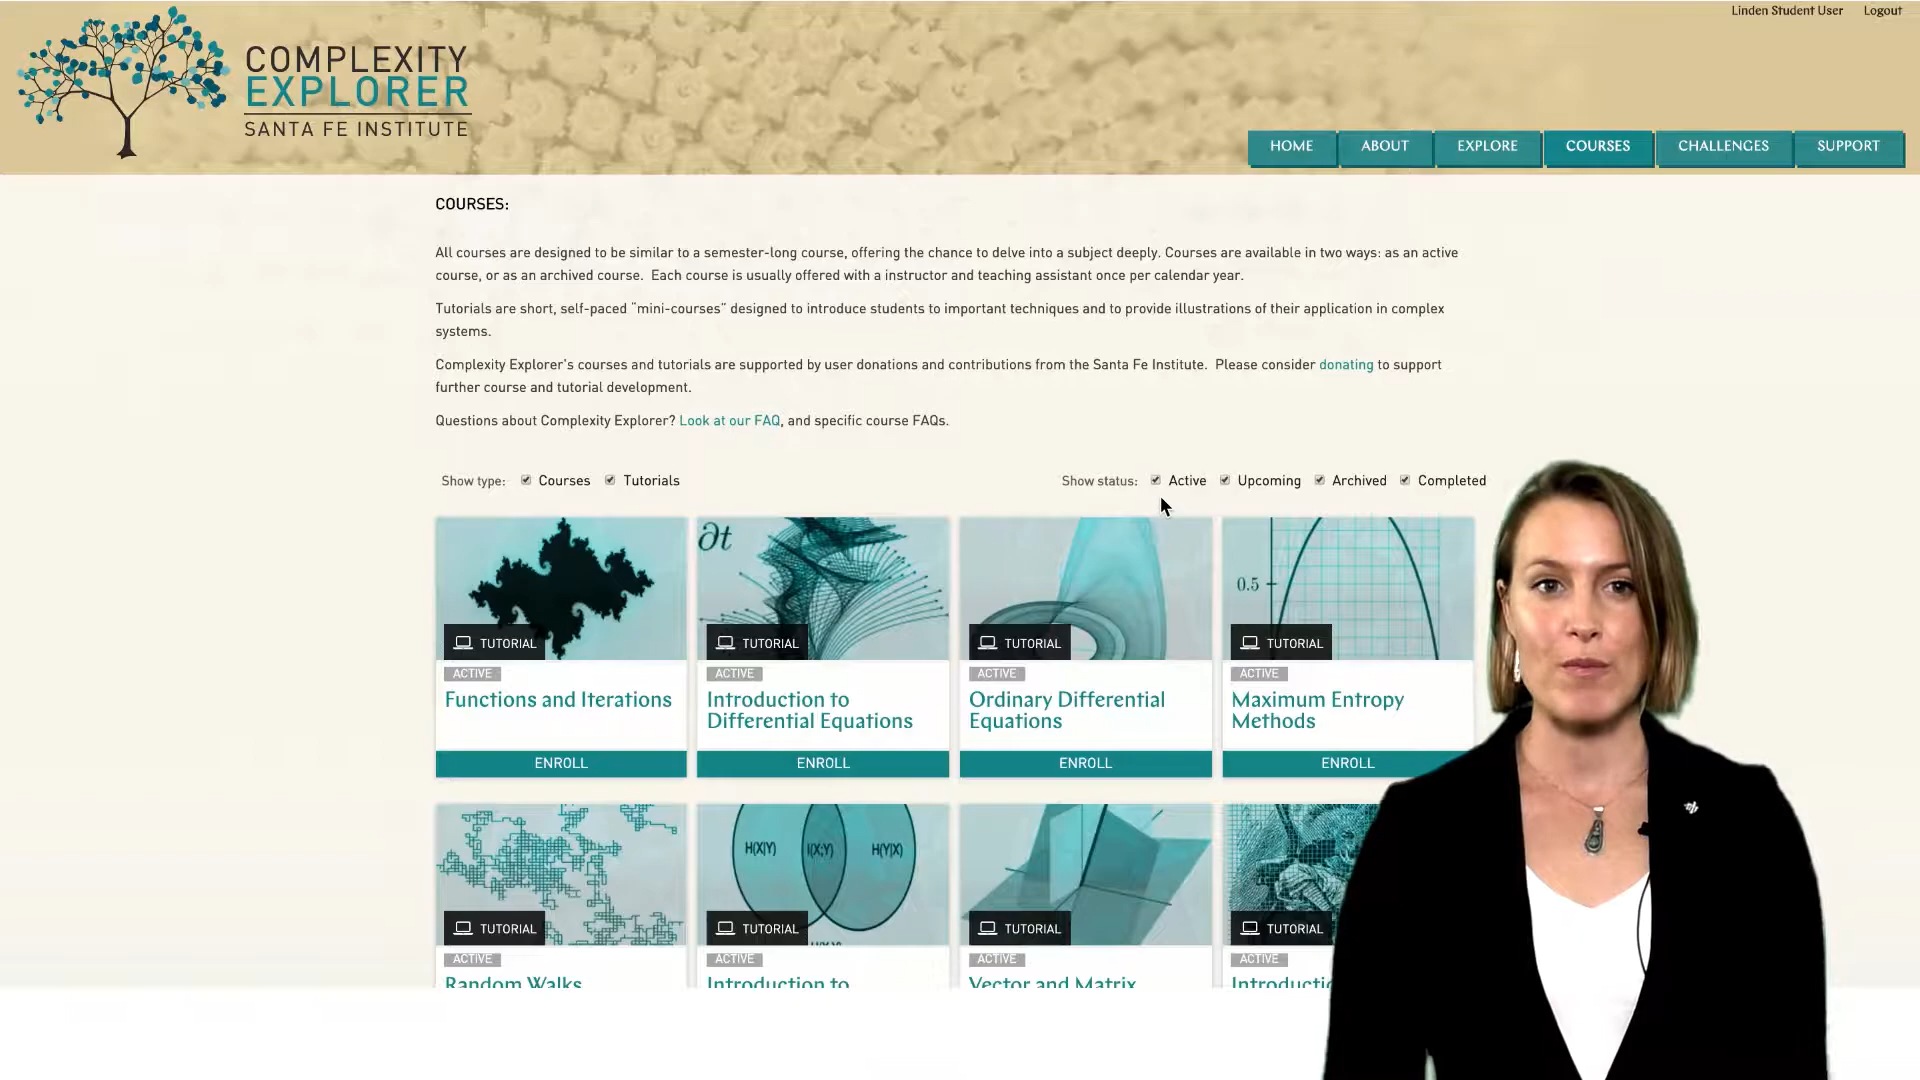 Linden Student User Logout
COMPLEXITY
EXPLORER
SANTA FE INSTITUTE
HOME ABOUT EXPLORE COURSES CHALLENGES SUPPORT
COURSES:
All courses are designed to be similar to a semester-long course, offering the chance to delve into a subject deeply. Courses are available in two ways: as an active
course, or as an archived course. Each course is usually offered with a instructor and teaching assistant once per calendar year.
Tutorials are short, self-paced "mini-courses" designed to introduce students to important techniques and to provide illustrations of their application in complex
systems.
Complexity Explorer's courses and tutorials are supported by user donations and contributions from the Santa Fe Institute. Please consider donating to support
further course and tutorial development.
Questions about Complexity Explorer? Look at our FAQ, and specific course FAQs.
Show type: Courses Tutorials Show status: Active Upcoming Archived Completed
∂t
0.5
TUTORIAL TUTORIAL TUTORIAL TUTORIAL
ACTIVE ACTIVE ACTIVE ACTIVE
Functions and Iterations Introduction to Ordinary Differential Maximum Entropy
Differential Equations Equations Methods
ENROLL ENROLL ENROLL ENROLL
H(X|Y) I(X;Y) H(Y|X)
TUTORIAL TUTORIAL TUTORIAL TUTORIAL
ACTIVE ACTIVE ACTIVE ACTIVE
Random Walks Introduction to Vector and Matrix